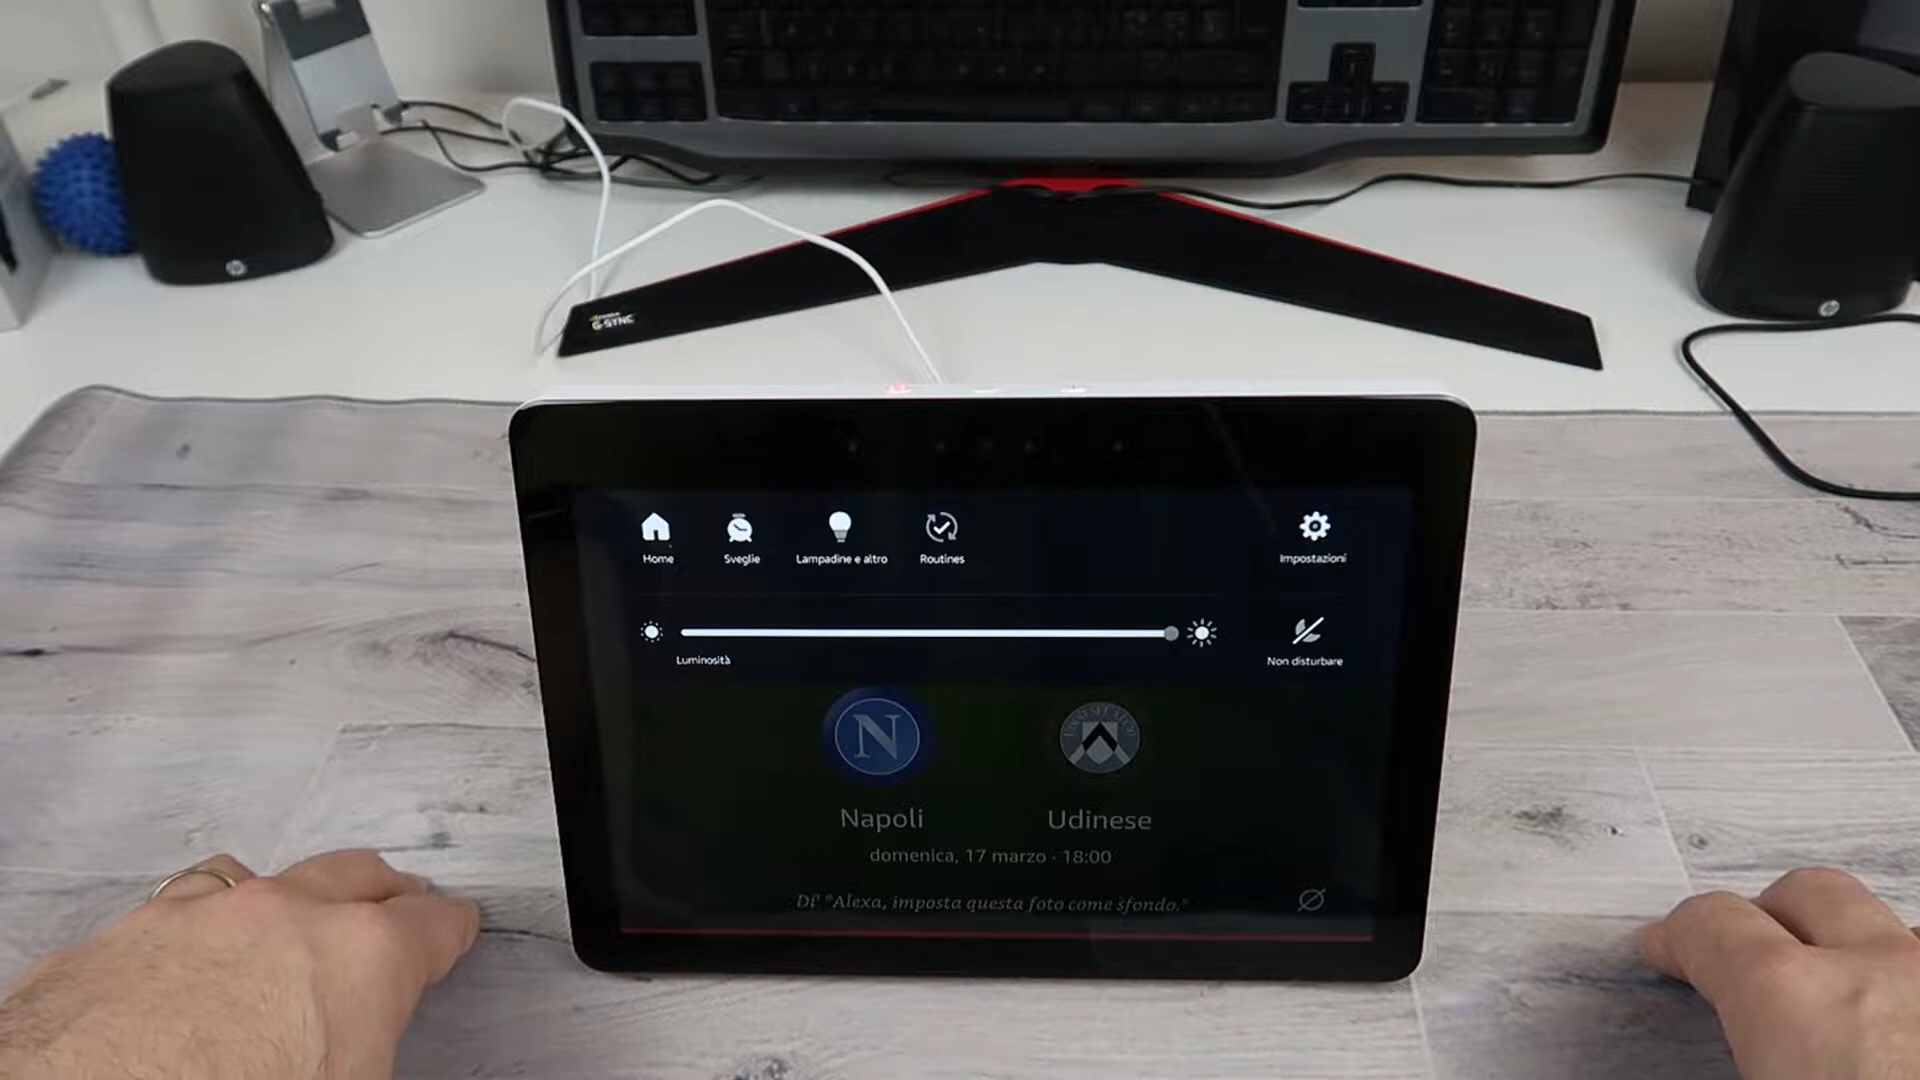 G-SYNC
Home
Sveglie
Lampadine e altro
Routines
Impostazioni
Luminosità
Non disturbare
N
Napoli
Udinese
domenica, 17 marzo · 18:00
Di' "Alexa, imposta questa foto come sfondo."